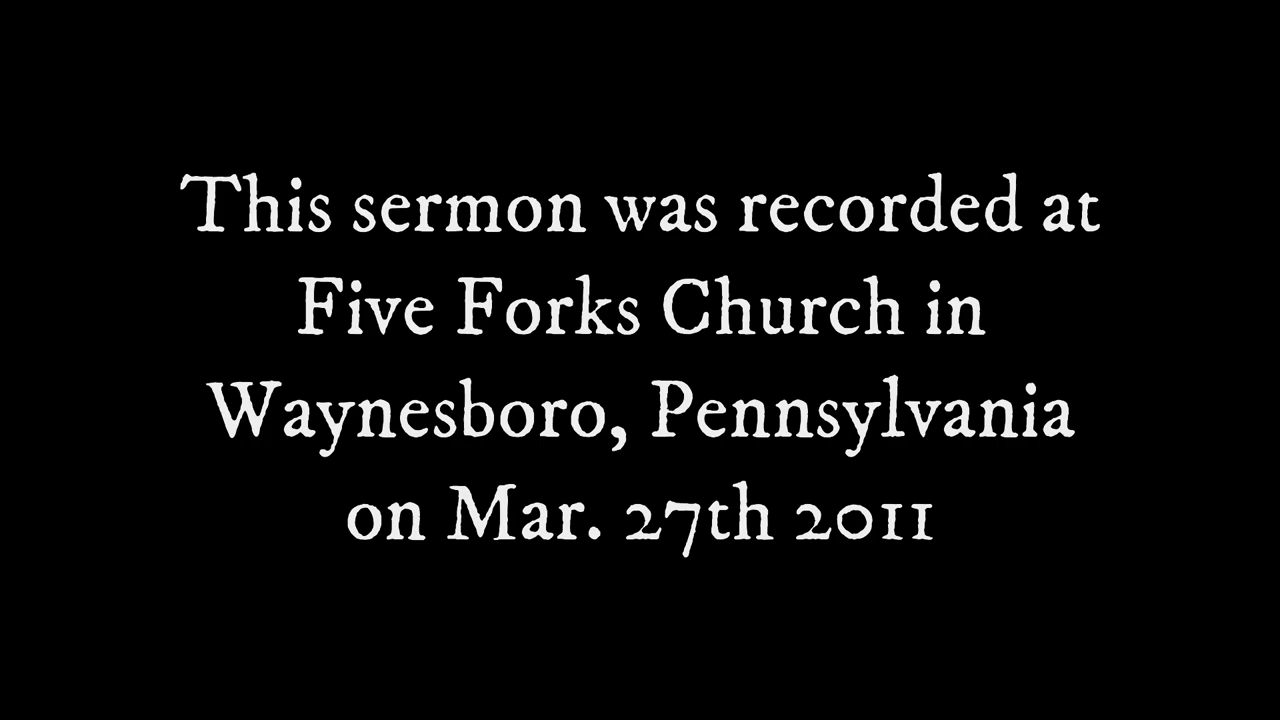 This sermon was recorded at
Five Forks Church in
Waynesboro, Pennsylvania
on Mar. 27th 2011